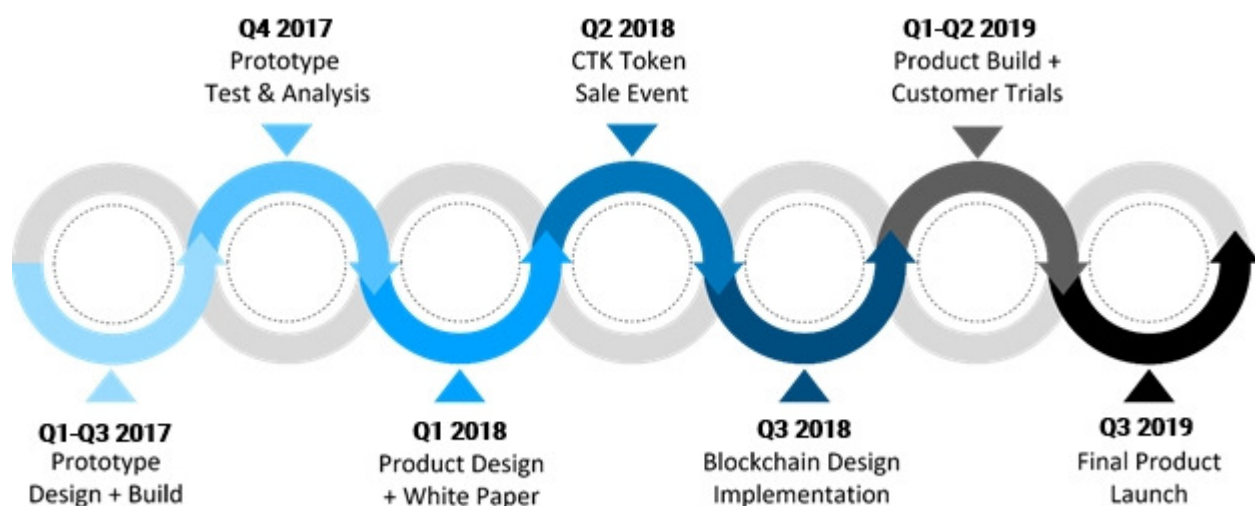 Q4 2017
Prototype
Test & Analysis
Q2 2018
CTK Token
Sale Event
Q1-Q2 2019
Product Build +
Customer Trials
Q1-Q3 2017
Prototype
Design + Build
Q1 2018
Product Design
+ White Paper
Q3 2018
Blockchain Design
Implementation
Q3 2019
Final Product
Launch